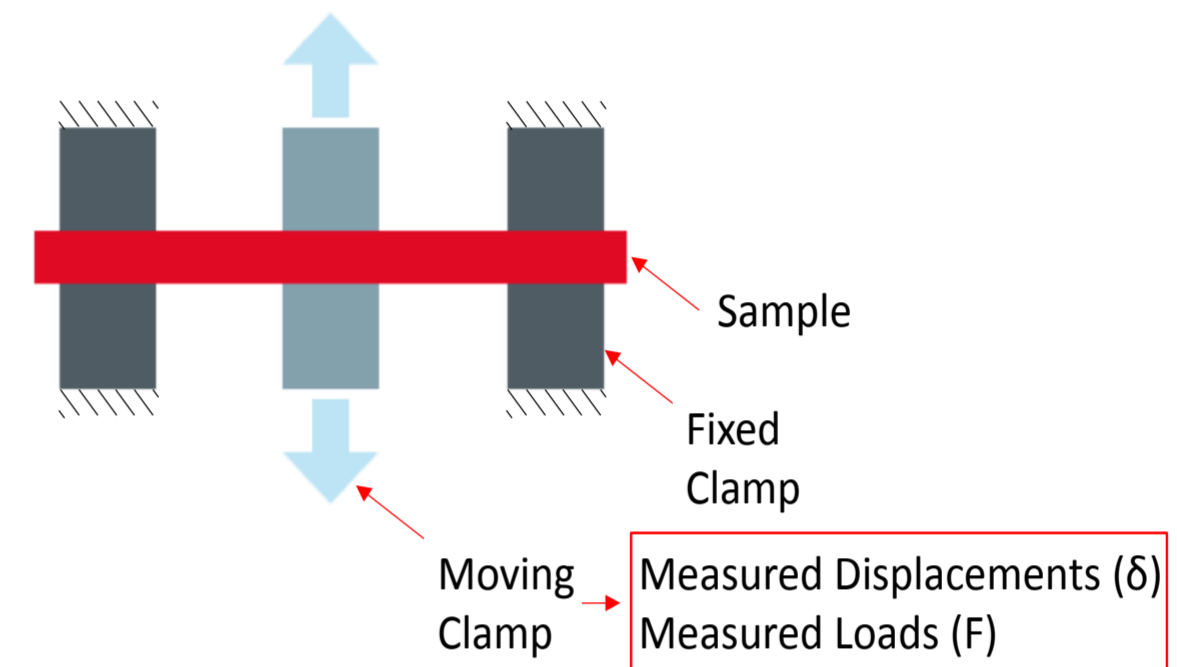 Sample
Fixed
Clamp
Moving
Clamp
Measured Displacements (δ)
Measured Loads (F)